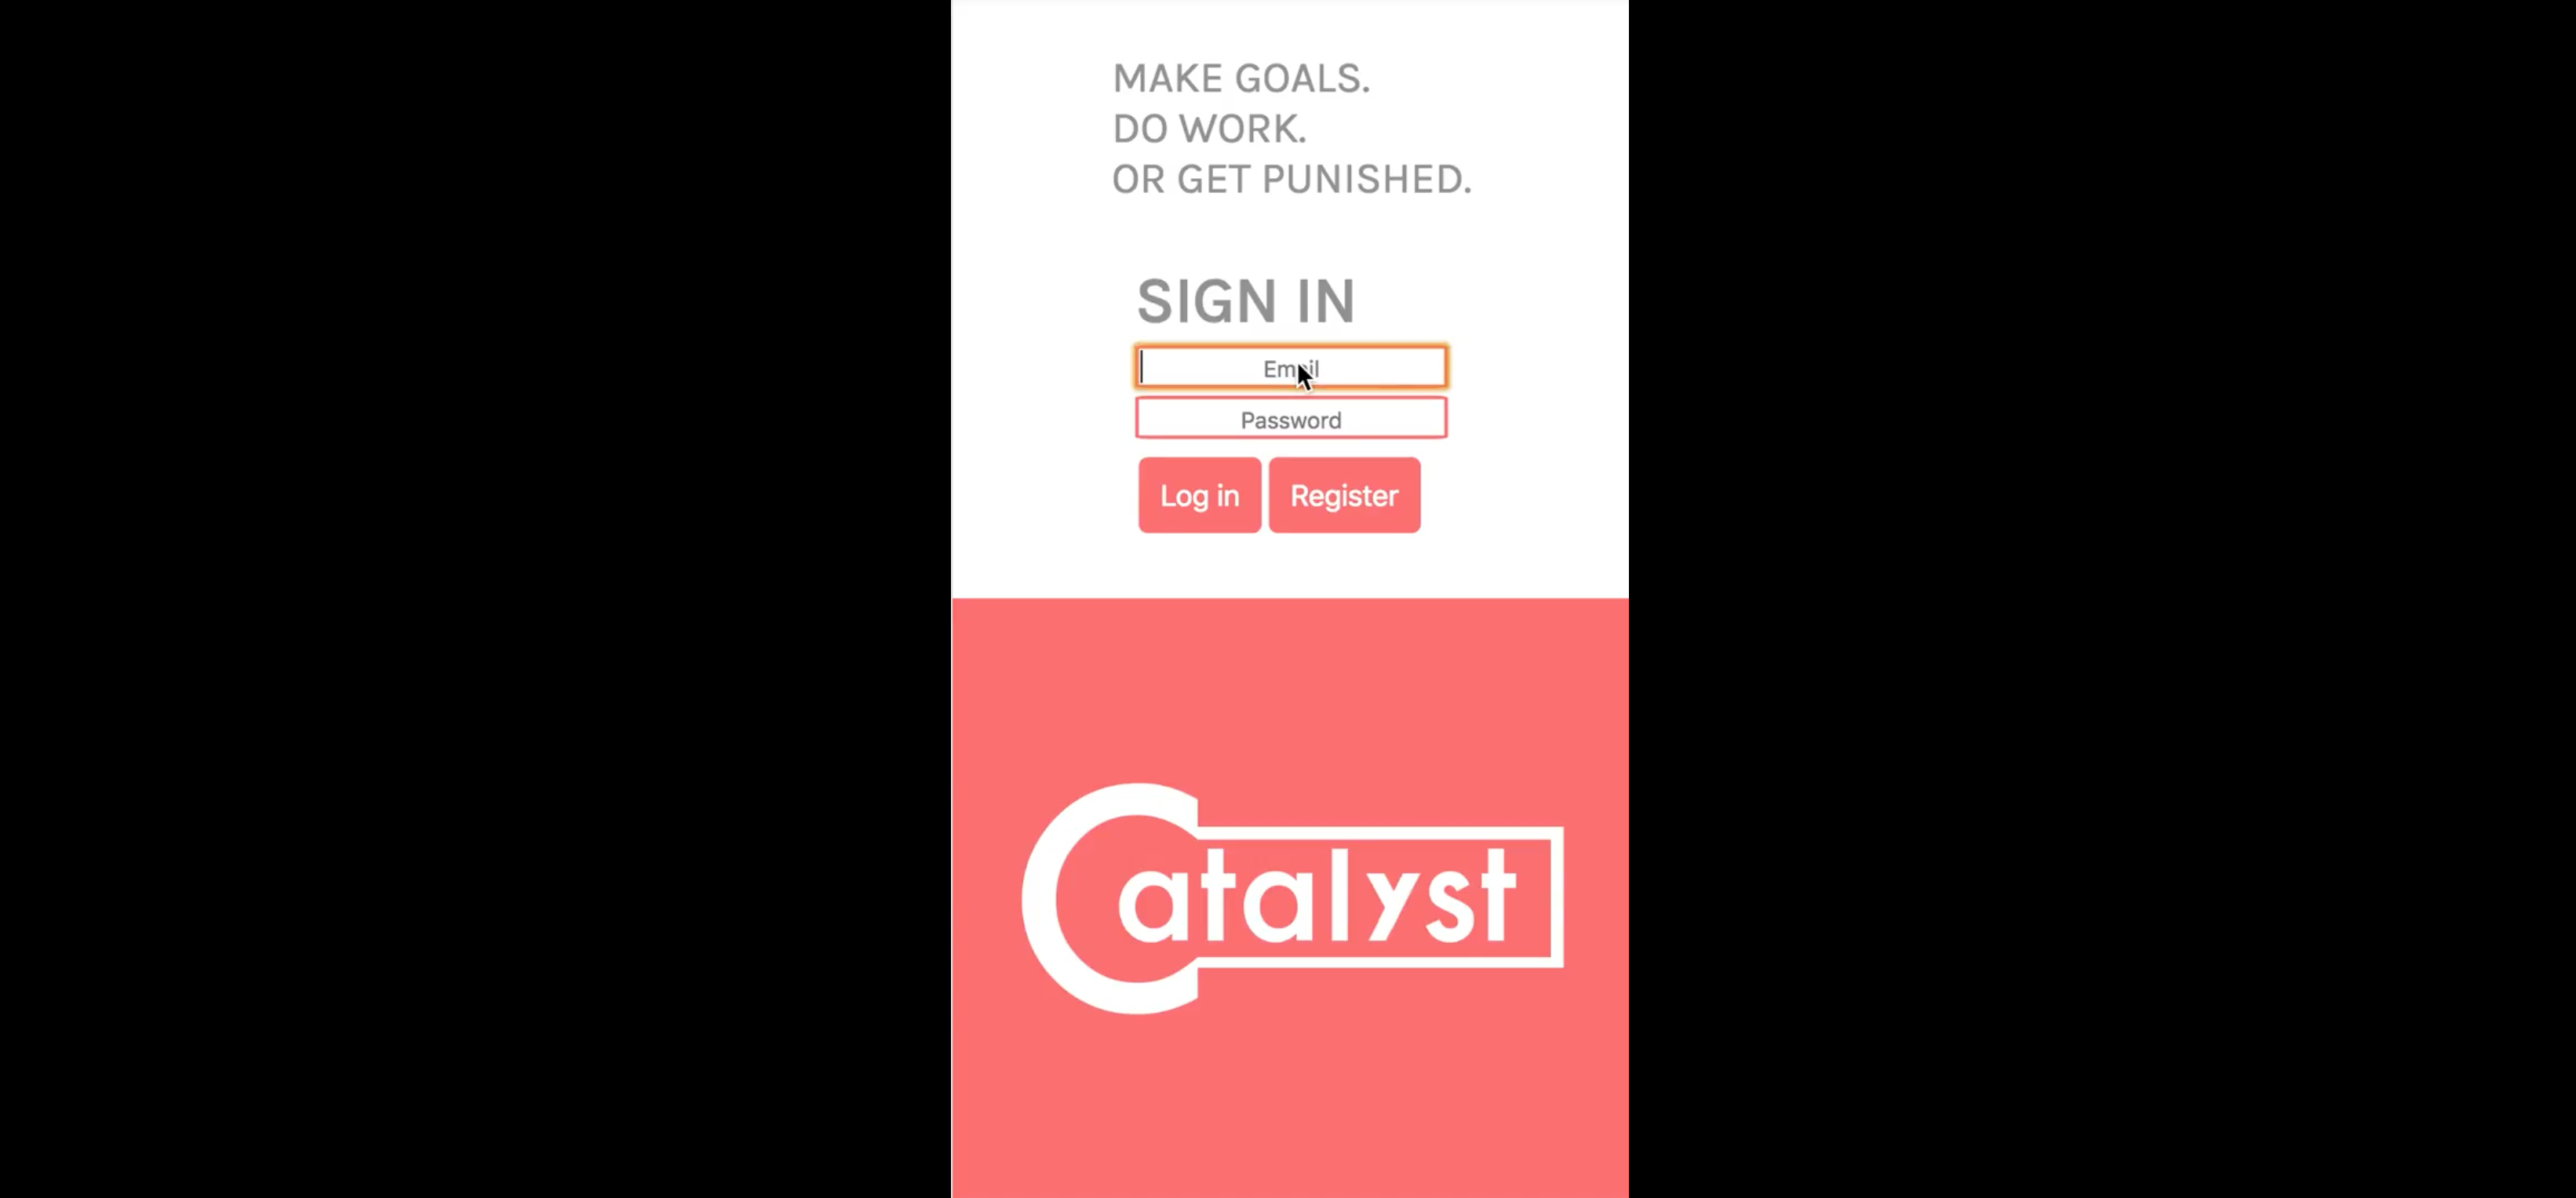 MAKE GOALS.
DO WORK.
OR GET PUNISHED.
SIGN IN
Email
Password
Log in Register
Catalyst